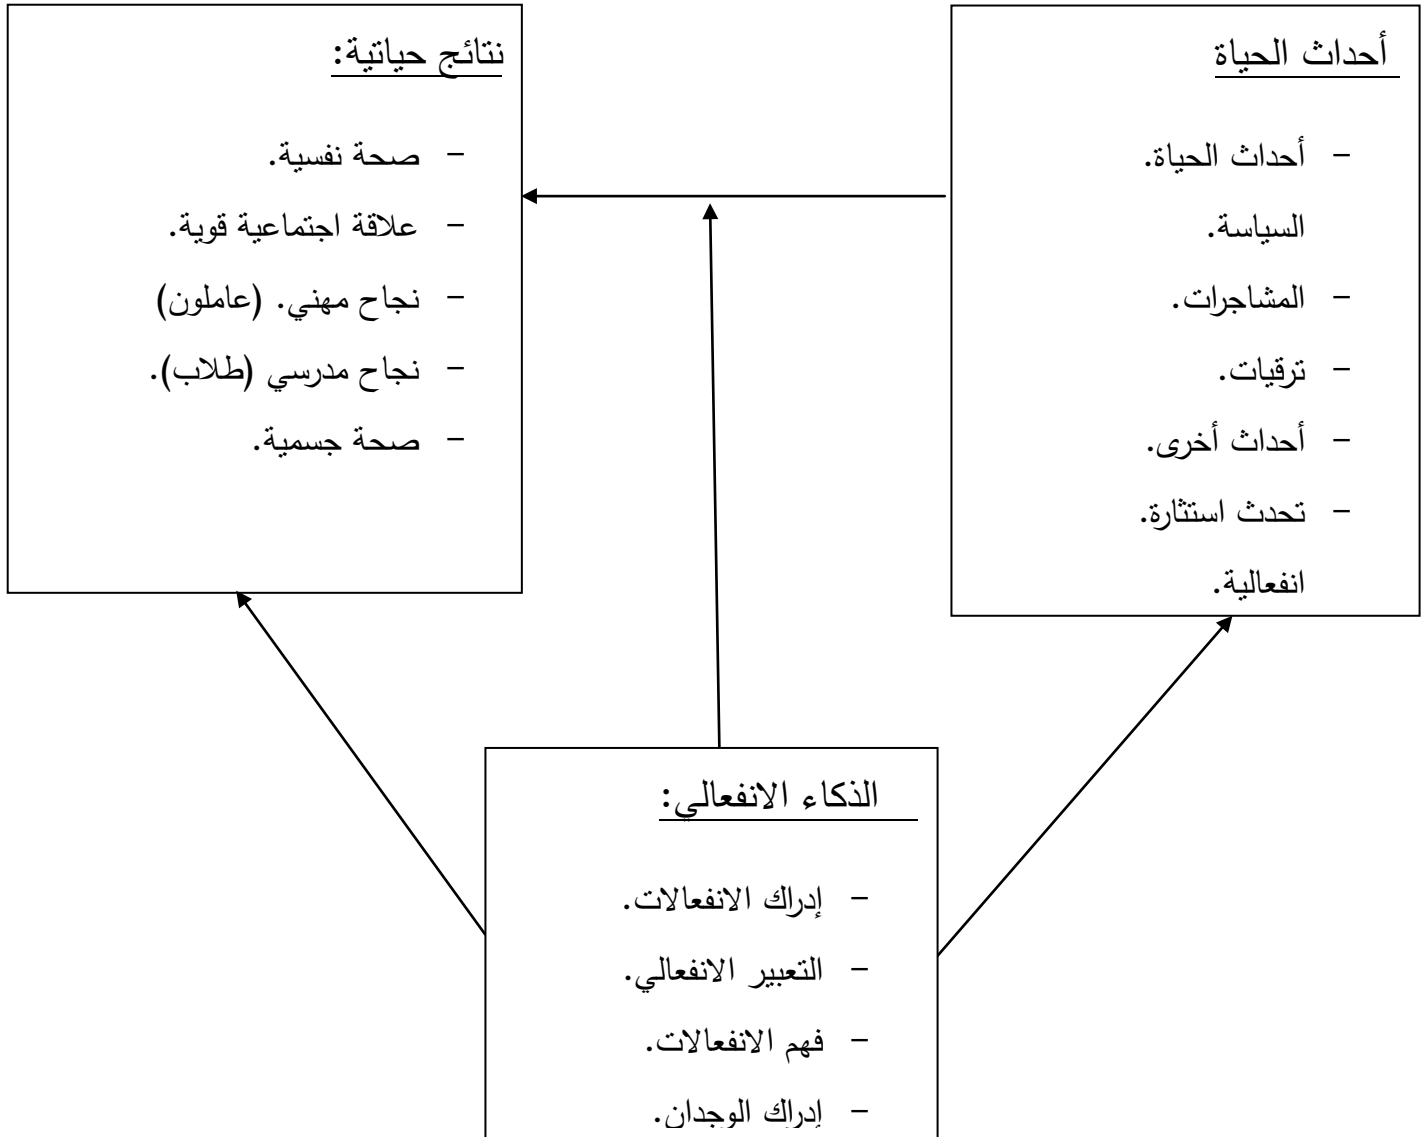 أحداث الحياة
- أحداث الحياة.
السياسة.
- المشاجرات.
- ترقيات.
- أحداث أخرى.
- تحدث استثارة.
انفعالية.
نتائج حياتية:
- صحة نفسية.
- علاقة اجتماعية قوية.
- نجاح مهني. (عاملون)
- نجاح مدرسي (طلاب).
- صحة جسمية.
الذكاء الانفعالي:
- إدراك الانفعالات.
- التعبير الانفعالي.
- فهم الانفعالات.
- إدراك الوجدان.